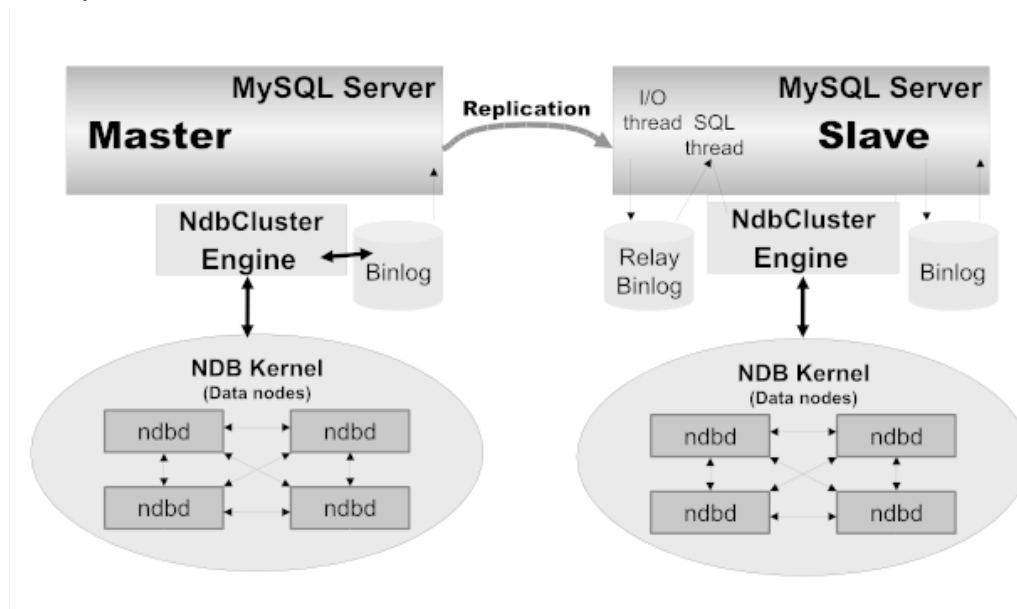 MySQL Server
Master
Replication
MySQL Server
I/O
thread
SQL
thread
Slave
NdbCluster
Engine
Binlog
Relay
Binlog
NdbCluster
Engine
Binlog
NDB Kernel
(Data nodes)
ndbd
ndbd
ndbd
ndbd
NDB Kernel
(Data nodes)
ndbd
ndbd
ndbd
ndbd